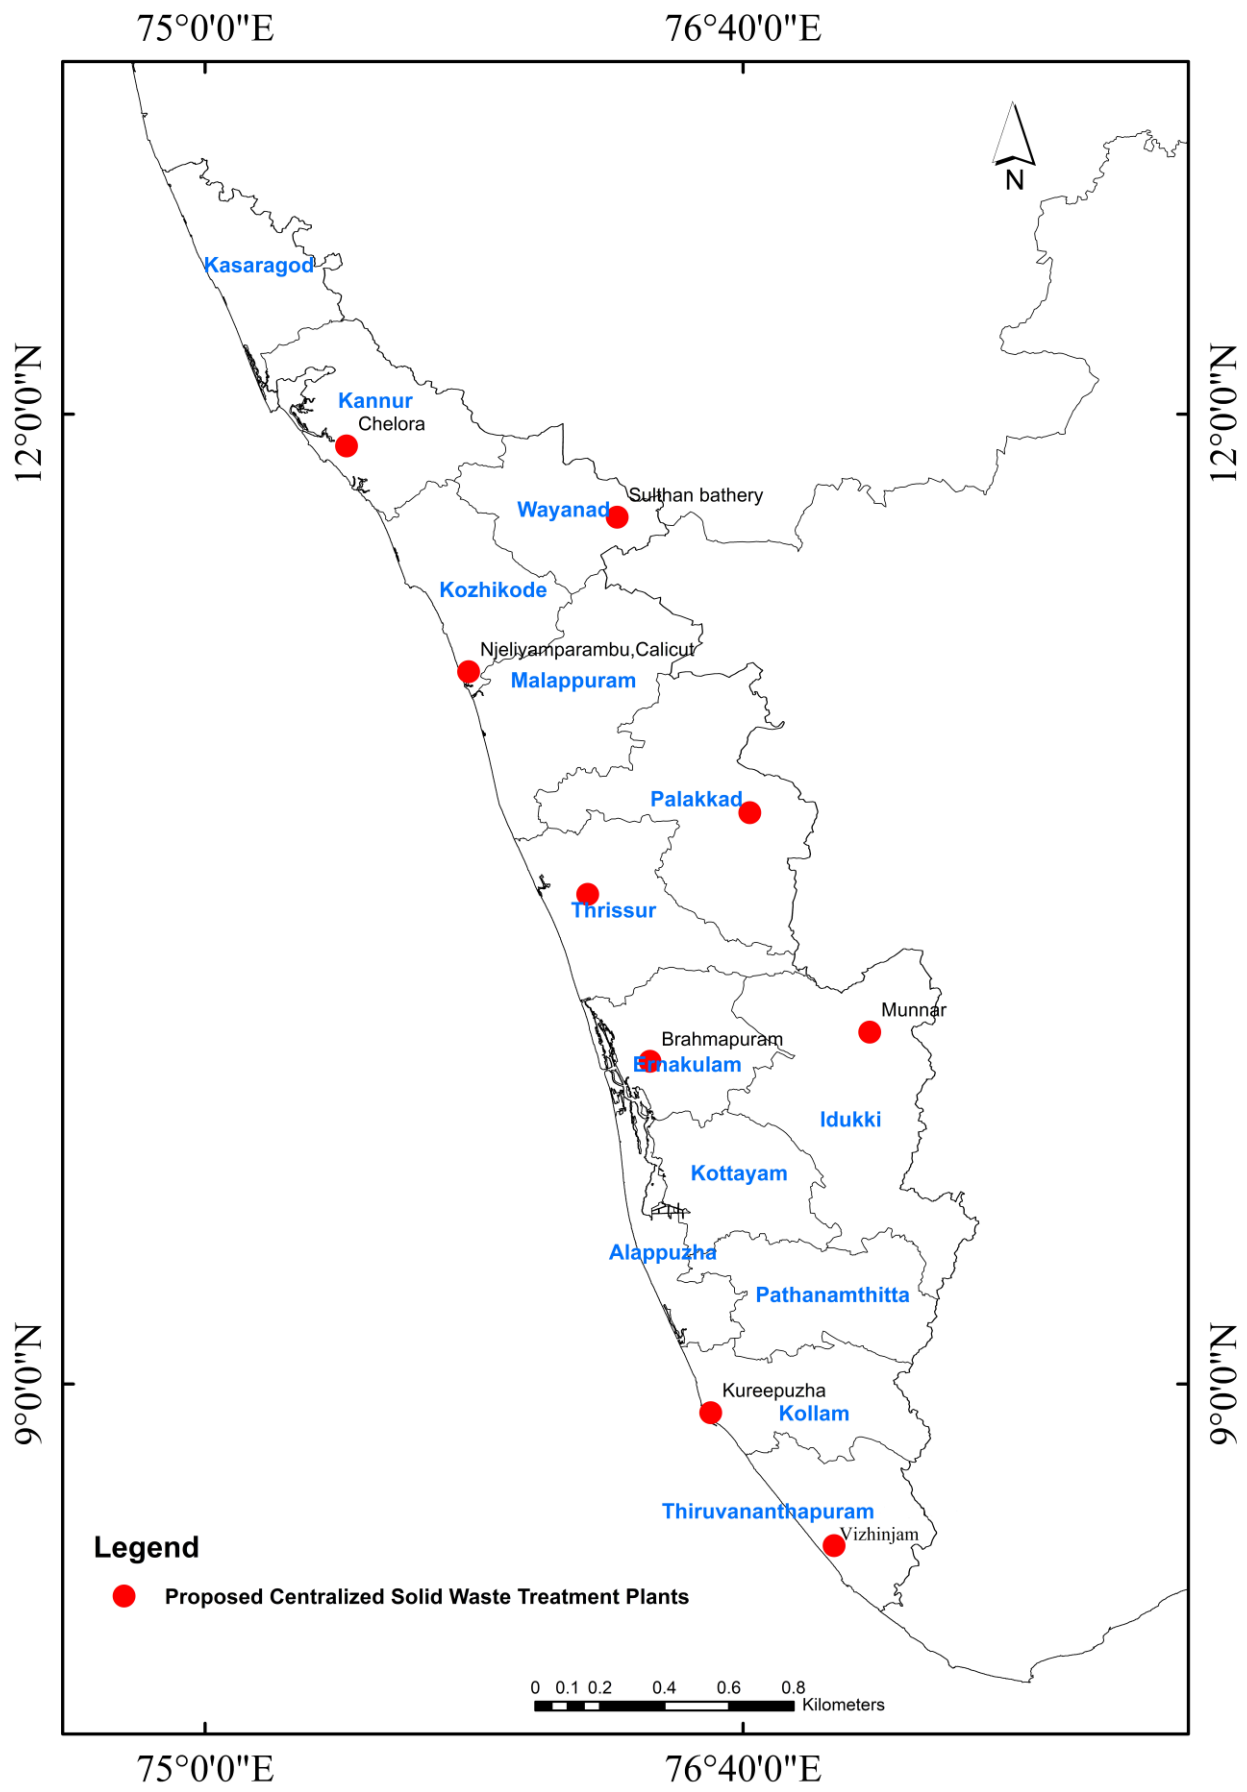 75°0'0"E
76°40'0"E
N
Kasaragod
12°0'0"N
12°0'0"N
Kannur
Chelora
Sulthan bathery
Wayanad
Kozhikode
Njeliyamparambu,Calicut
Malappuram
Palakkad
Thrissur
Munnar
Brahmapuram
Ernakulam
Idukki
Kottayam
Alappuzha
Pathanamthitta
9°0'0"N
9°0'0"N
Kureepuzha
Kollam
Thiruvananthapuram
Vizhinjam
Legend
Proposed Centralized Solid Waste Treatment Plants
0 0.1 0.2 0.4 0.6 0.8
Kilometers
75°0'0"E
76°40'0"E